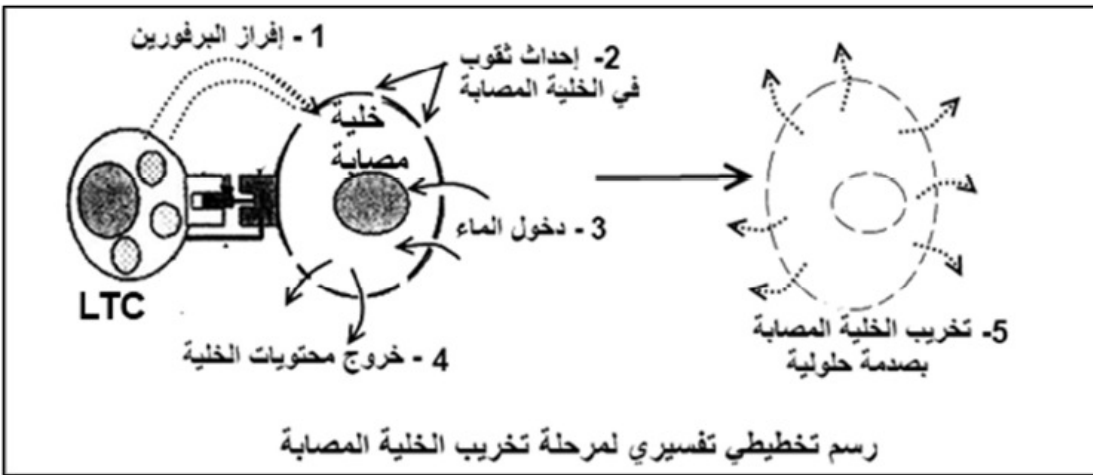 1 - إفراز البرفورين
2- إحداث ثقوب
في الخلية المصابة
خلية
مصابة
3 - دخول الماء
LTC
4 - خروج محتويات الخلية
5- تخريب الخلية المصابة
بصدمة حلولية
رسم تخطيطي تفسيري لمرحلة تخريب الخلية المصابة